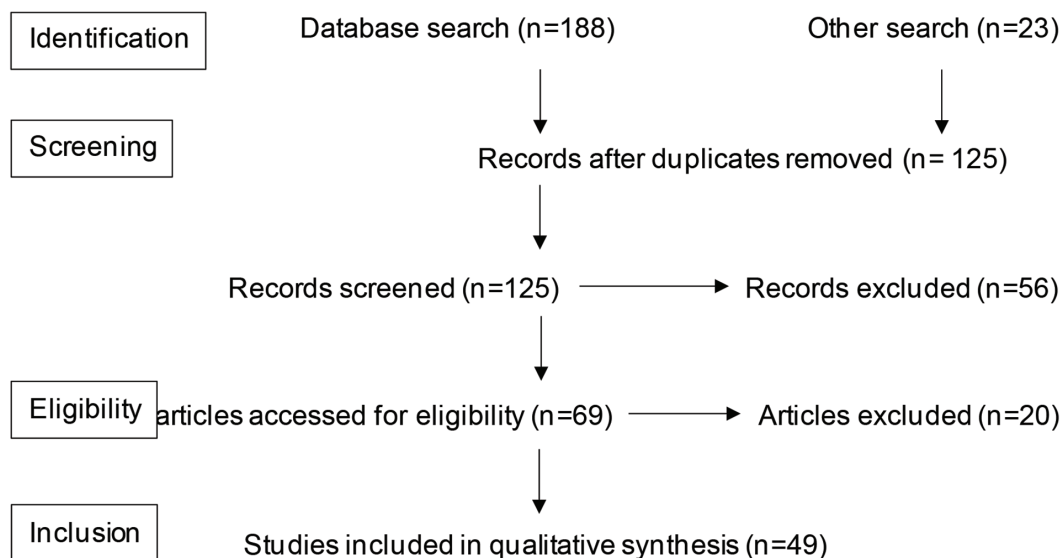 Identification
Database search (n=188)
Other search (n=23)
Screening
Records after duplicates removed (n= 125)
Records screened (n=125)
Records excluded (n=56)
Eligibility
articles accessed for eligibility (n=69)
Articles excluded (n=20)
Inclusion
Studies included in qualitative synthesis (n=49)